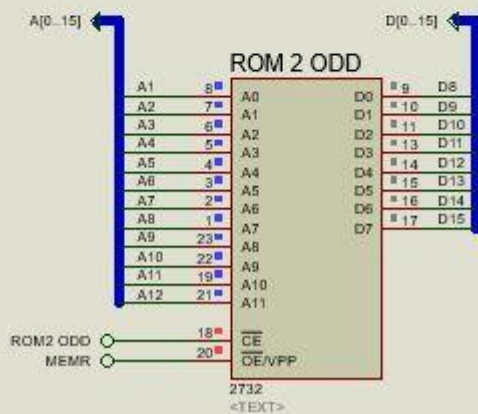 A[0..15] D[0..15]
ROM 2 ODD
A1 8 A0 D0 9 D8
A2 7 A1 D1 10 D9
A3 6 A2 D2 11 D10
A4 5 A3 D3 13 D11
A5 4 A4 D4 14 D12
A6 3 A5 D5 15 D13
A7 2 A6 D6 16 D14
A8 1 A7 D7 17 D15
A9 23 A8
A10 22 A9
A11 19 A10
A12 21 A11
ROM2 ODD 18 CE
MEMR 20 OE/VPP
2732
<TEXT>